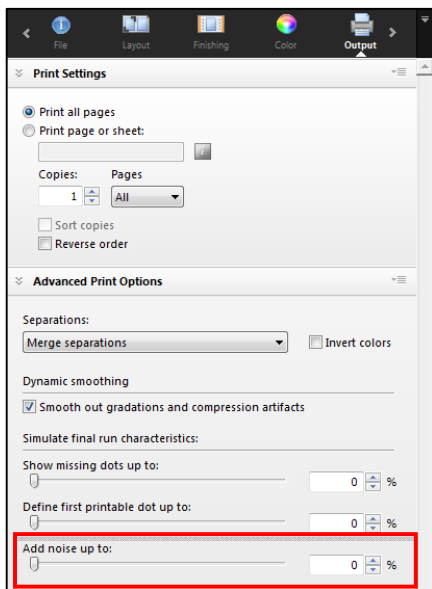 File Layout Finishing Color Output
Print Settings
Print all pages
Print page or sheet:
i
Copies: Pages
1 All
Sort copies
Reverse order
Advanced Print Options
Separations:
Merge separations Invert colors
Dynamic smoothing
Smooth out gradations and compression artifacts
Simulate final run characteristics:
Show missing dots up to:
0 %
Define first printable dot up to:
0 %
Add noise up to:
0 %